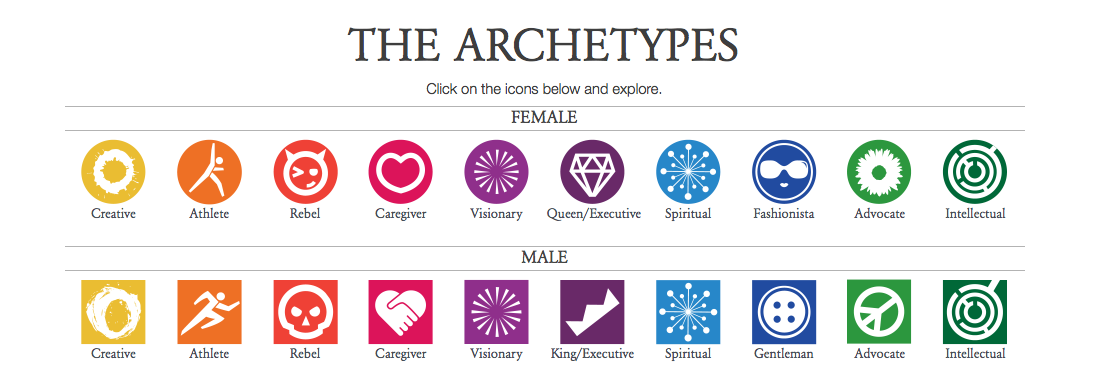 THE ARCHETYPES
Click on the icons below and explore.
FEMALE
Creative Athlete Rebel Caregiver Visionary Queen/Executive Spiritual Fashionista Advocate Intellectual
MALE
Creative Athlete Rebel Caregiver Visionary King/Executive Spiritual Gentleman Advocate Intellectual